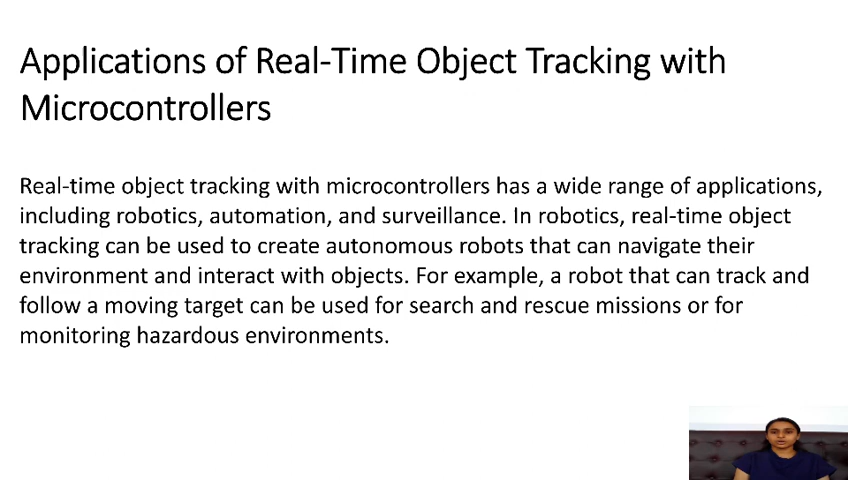 Applications of Real-Time Object Tracking with
Microcontrollers
Real-time object tracking with microcontrollers has a wide range of applications,
including robotics, automation, and surveillance. In robotics, real-time object
tracking can be used to create autonomous robots that can navigate their
environment and interact with objects. For example, a robot that can track and
follow a moving target can be used for search and rescue missions or for
monitoring hazardous environments.